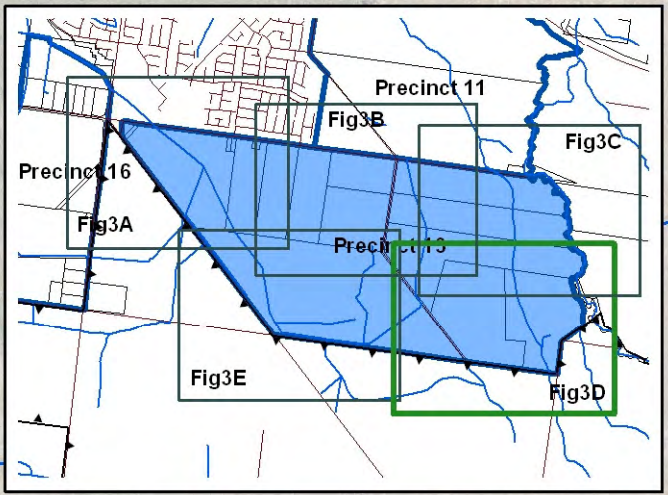 Precinct 11
Fig3B
Fig3C
Precinct 16
Fig3A
Precinct 13
Fig3E
Fig3D